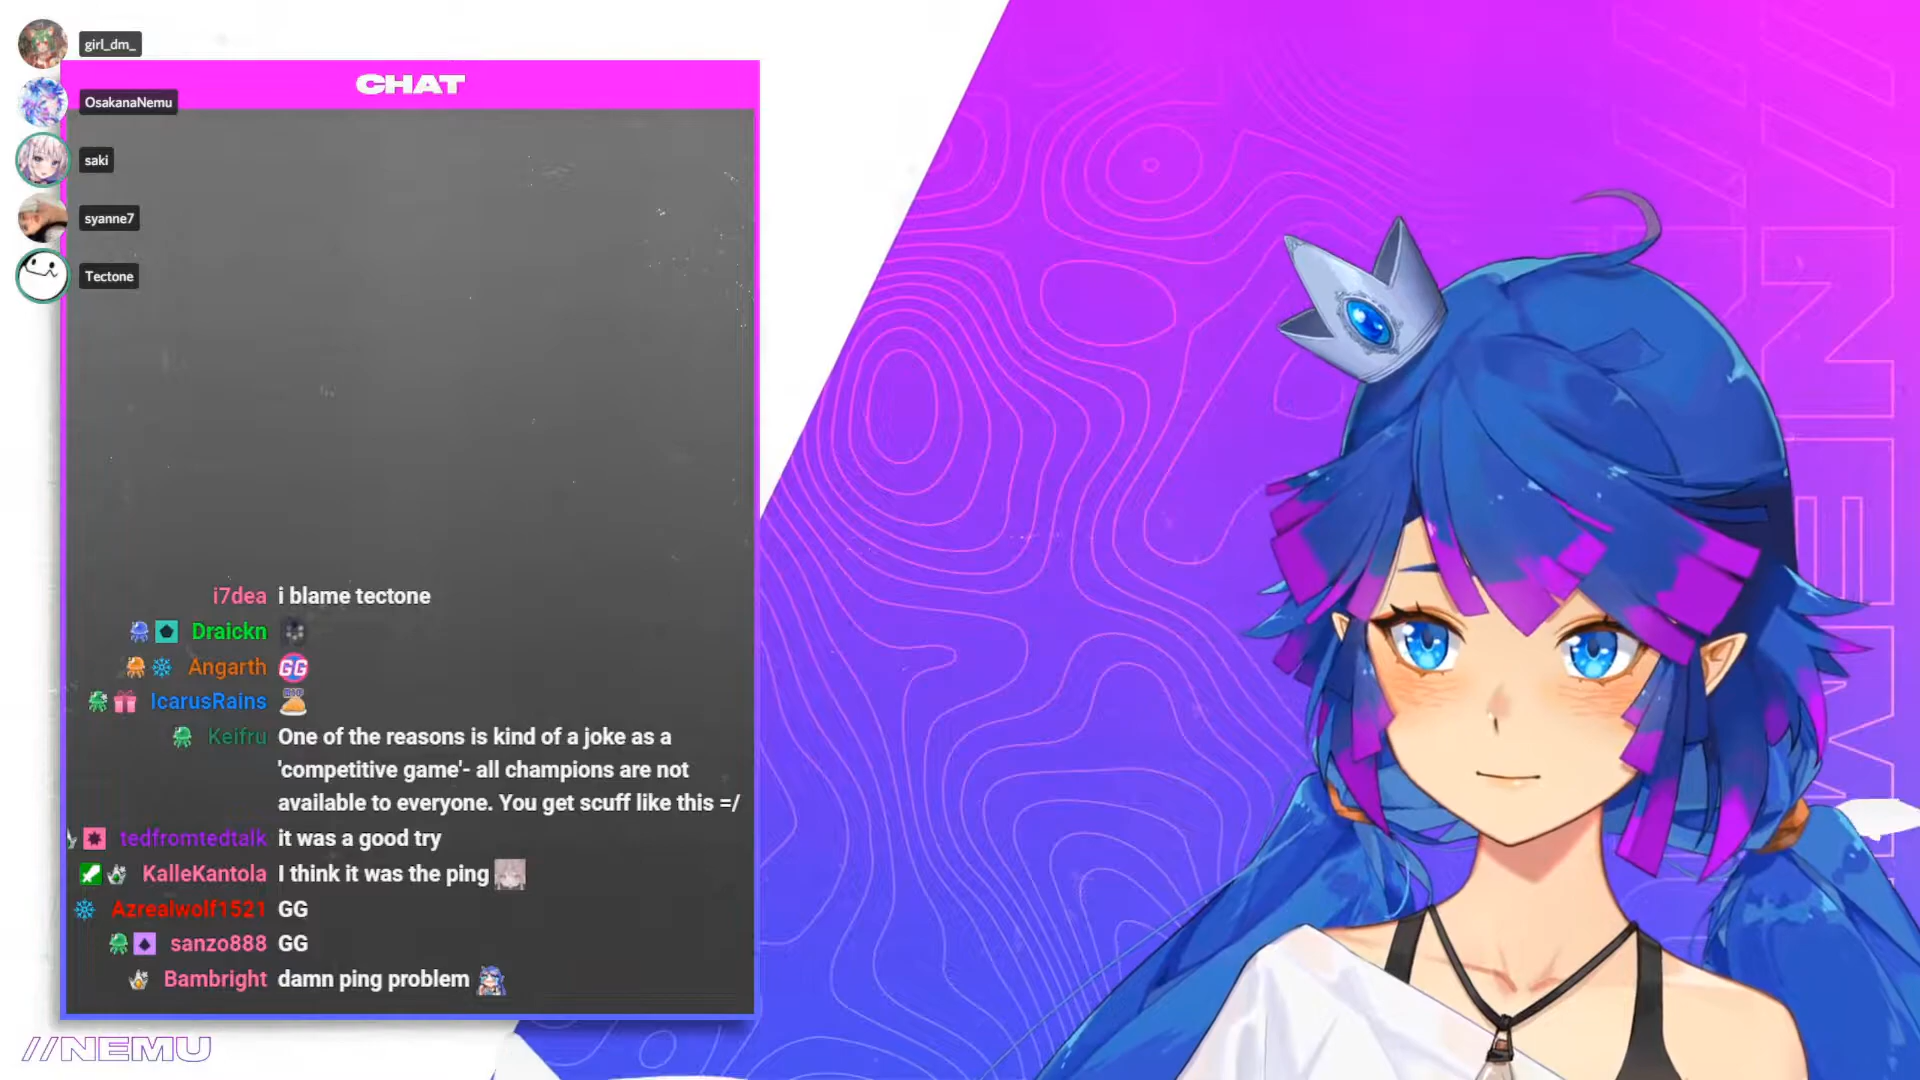 girl_dm_
CHAT
OsakanaNemu
saki
syanne7
Tectone
i7dea i blame tectone
Draickn
Angarth GG
IcarusRains RIP
Keifru One of the reasons is kind of a joke as a
'competitive game'- all champions are not
available to everyone. You get scuff like this =/
tedfromtedtalk it was a good try
KalleKantola I think it was the ping
Azrealwolf1521 GG
sanzo888 GG
Bambright damn ping problem
//NEMU
//NEMU